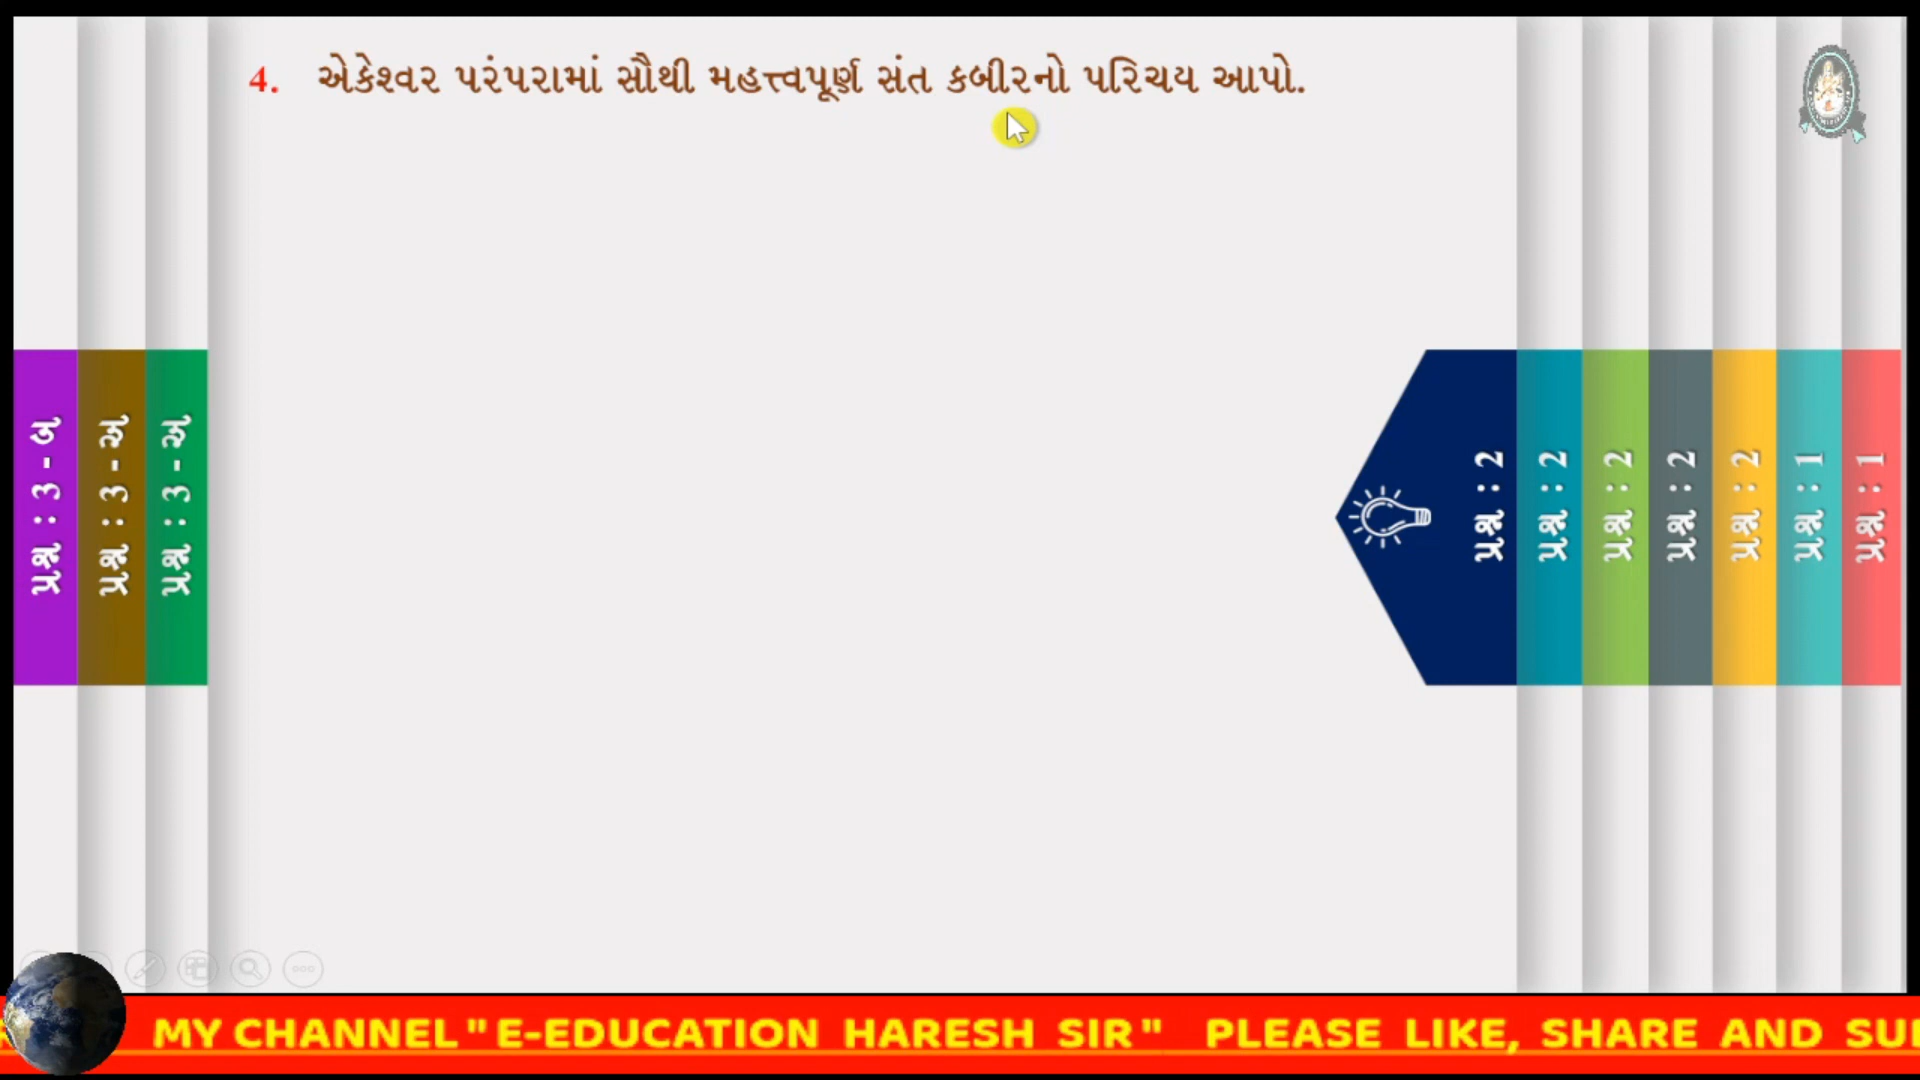 4. એકેશ્વર પરંપરામાં સૌથી મહત્ત્વપૂર્ણ સંત કબીરનો પરિચય આપો.
પ્રશ્ન : 3 - બ
પ્રશ્ન : 3 - અ
પ્રશ્ન : 3 - અ
પ્રશ્ન : 2
પ્રશ્ન : 2
પ્રશ્ન : 2
પ્રશ્ન : 2
પ્રશ્ન : 2
પ્રશ્ન : 1
પ્રશ્ન : 1
MY CHANNEL "E-EDUCATION HARESH SIR" PLEASE LIKE, SHARE AND